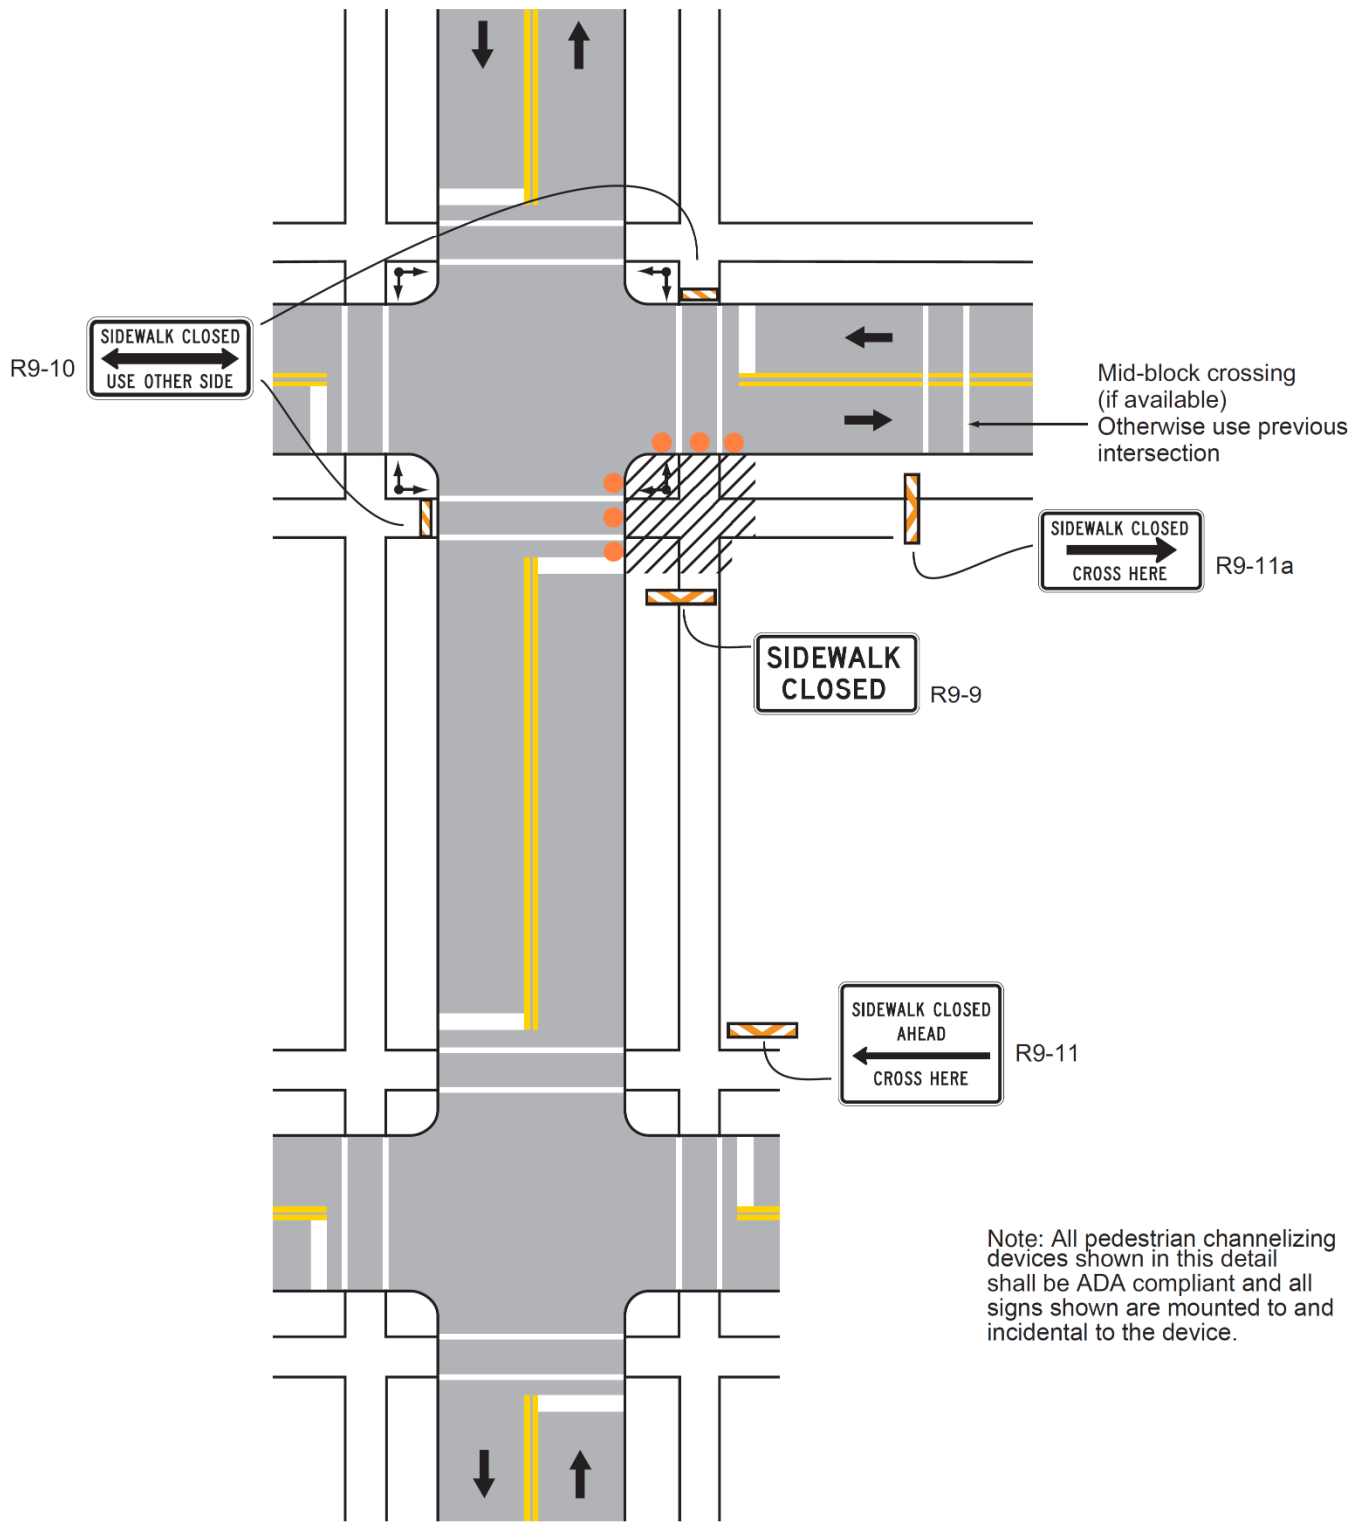 SIDEWALK CLOSED
USE OTHER SIDE
R9-10
Mid-block crossing
(if available)
Otherwise use previous
intersection
SIDEWALK CLOSED
CROSS HERE
R9-11a
SIDEWALK
CLOSED
R9-9
SIDEWALK CLOSED
AHEAD
CROSS HERE
R9-11
Note: All pedestrian channelizing
devices shown in this detail
shall be ADA compliant and all
signs shown are mounted to and
incidental to the device.